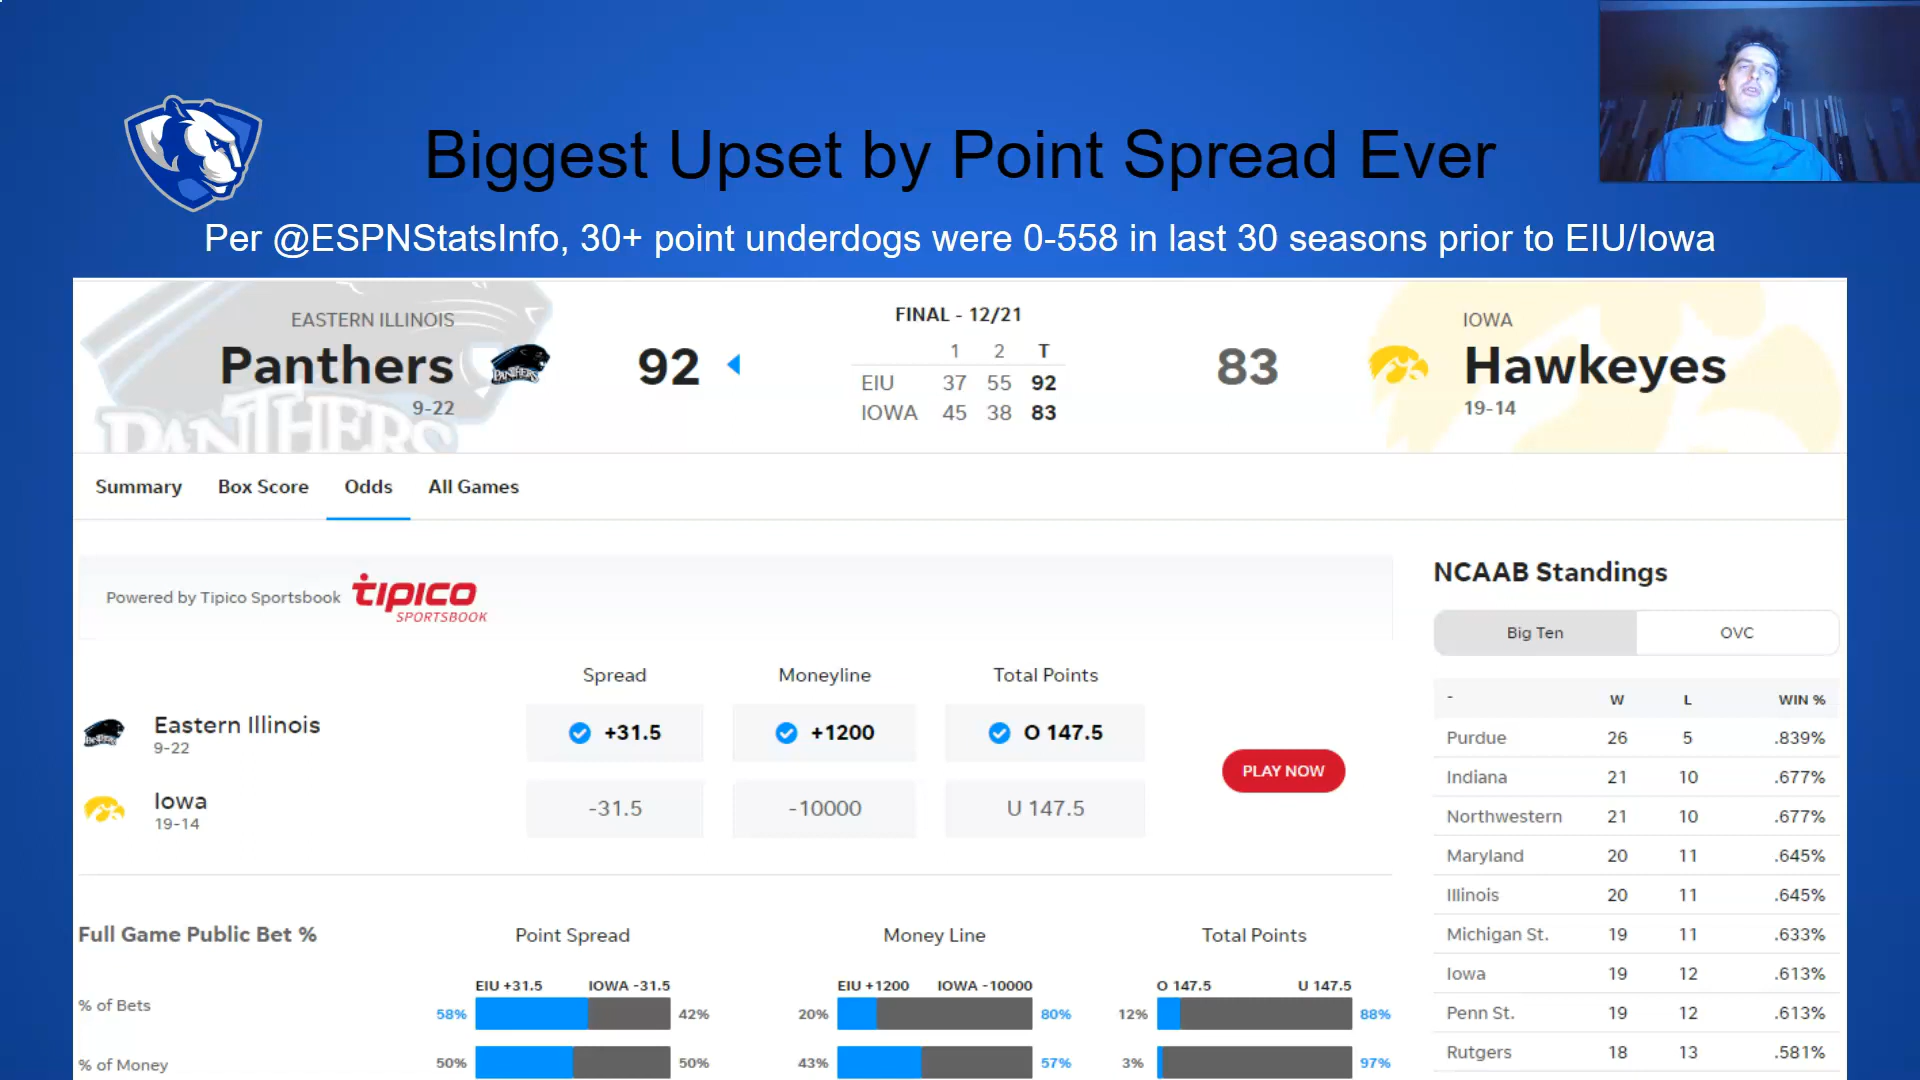 Biggest Upset by Point Spread Ever
Per @ESPNStatsInfo, 30+ point underdogs were 0-558 in last 30 seasons prior to EIU/Iowa
EASTERN ILLINOIS
Panthers
9-22
PANTHERS
PANTHERS
92
FINAL - 12/21
1 2 T
EIU 37 55 92
IOWA 45 38 83
83
IOWA
Hawkeyes
19-14
Summary Box Score Odds All Games
Powered by Tipico Sportsbook tipico SPORTSBOOK
Spread Moneyline Total Points
Eastern Illinois
9-22
+31.5 +1200 O 147.5
PLAY NOW
Iowa
19-14
-31.5 -10000 U 147.5
Full Game Public Bet % Point Spread Money Line Total Points
EIU +31.5 IOWA -31.5 EIU +1200 IOWA -10000 O 147.5 U 147.5
% of Bets 58% 42% 20% 80% 12% 88%
% of Money 50% 50% 43% 57% 3% 97%
NCAAB Standings
Big Ten OVC
- W L WIN %
Purdue 26 5 .839%
Indiana 21 10 .677%
Northwestern 21 10 .677%
Maryland 20 11 .645%
Illinois 20 11 .645%
Michigan St. 19 11 .633%
Iowa 19 12 .613%
Penn St. 19 12 .613%
Rutgers 18 13 .581%